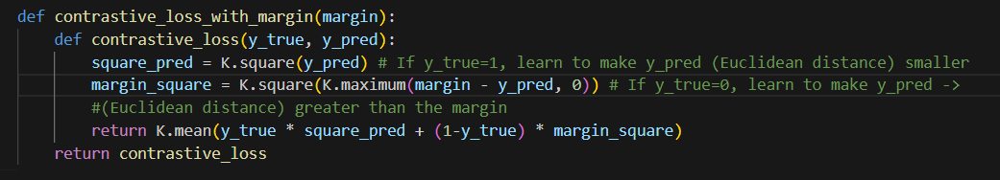 def contrastive_loss_with_margin(margin):
    def contrastive_loss(y_true, y_pred):
        square_pred = K.square(y_pred) # If y_true=1, learn to make y_pred (Euclidean distance) smaller
        margin_square = K.square(K.maximum(margin - y_pred, 0)) # If y_true=0, learn to make y_pred ->
        #(Euclidean distance) greater than the margin
        return K.mean(y_true * square_pred + (1-y_true) * margin_square)
    return contrastive_loss